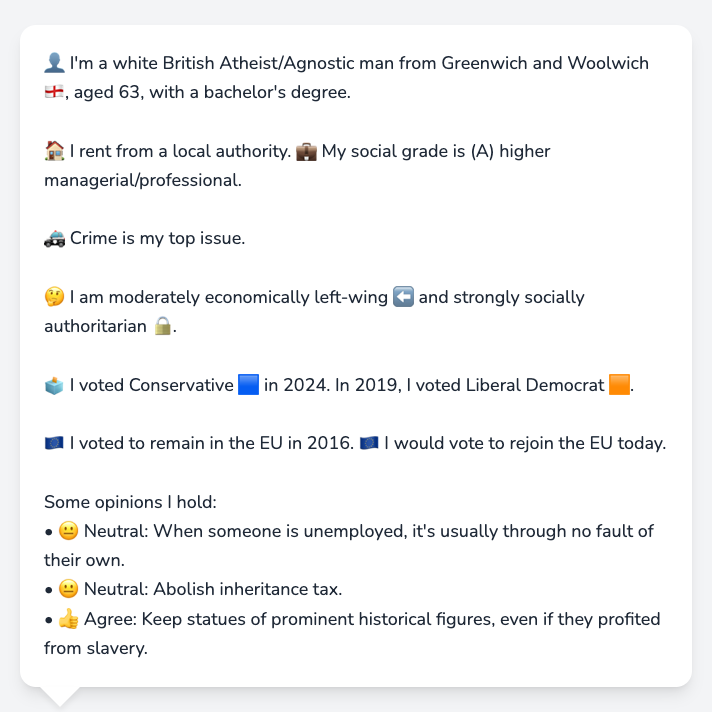 👤 I'm a white British Atheist/Agnostic man from Greenwich and Woolwich
🏴󠁧󠁢󠁥󠁮󠁧󠁿, aged 63, with a bachelor's degree.
🏠 I rent from a local authority. 💼 My social grade is (A) higher
managerial/professional.
🚓 Crime is my top issue.
🤔 I am moderately economically left-wing ⬅️ and strongly socially
authoritarian 🔒.
🗳️ I voted Conservative 🟦 in 2024. In 2019, I voted Liberal Democrat 🟧.
🇪🇺 I voted to remain in the EU in 2016. 🇪🇺 I would vote to rejoin the EU today.
Some opinions I hold:
• 😐 Neutral: When someone is unemployed, it's usually through no fault of
their own.
• 😐 Neutral: Abolish inheritance tax.
• 👍 Agree: Keep statues of prominent historical figures, even if they profited
from slavery.